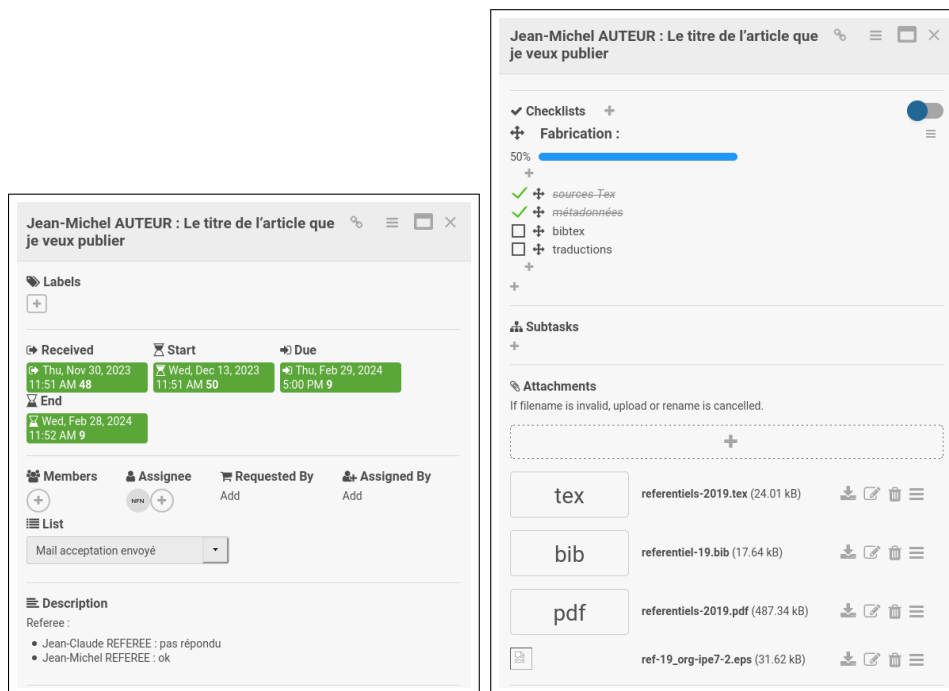 Jean-Michel AUTEUR : Le titre de l'article que
je veux publier
Labels
Received
Start
Due
Thu, Nov 30, 2023
11:51 AM 48
Wed, Dec 13, 2023
11:51 AM 50
Thu, Feb 29, 2024
5:00 PM 9
End
Wed, Feb 28, 2024
11:52 AM 9
Members
Assignee
Requested By
Assigned By
NFN
Add
Add
List
Mail acceptation envoyé
Description
Referee :
• Jean-Claude REFEREE : pas répondu
• Jean-Michel REFEREE : ok
Jean-Michel AUTEUR : Le titre de l'article que
je veux publier
Checklists
Fabrication :
50%
sources Tex
métadonnées
bibtex
traductions
Subtasks
Attachments
If filename is invalid, upload or rename is cancelled.
tex
referentiels-2019.tex (24.01 kB)
bib
referentiel-19.bib (17.64 kB)
pdf
referentiels-2019.pdf (487.34 kB)
ref-19_org-ipe7-2.eps (31.62 kB)